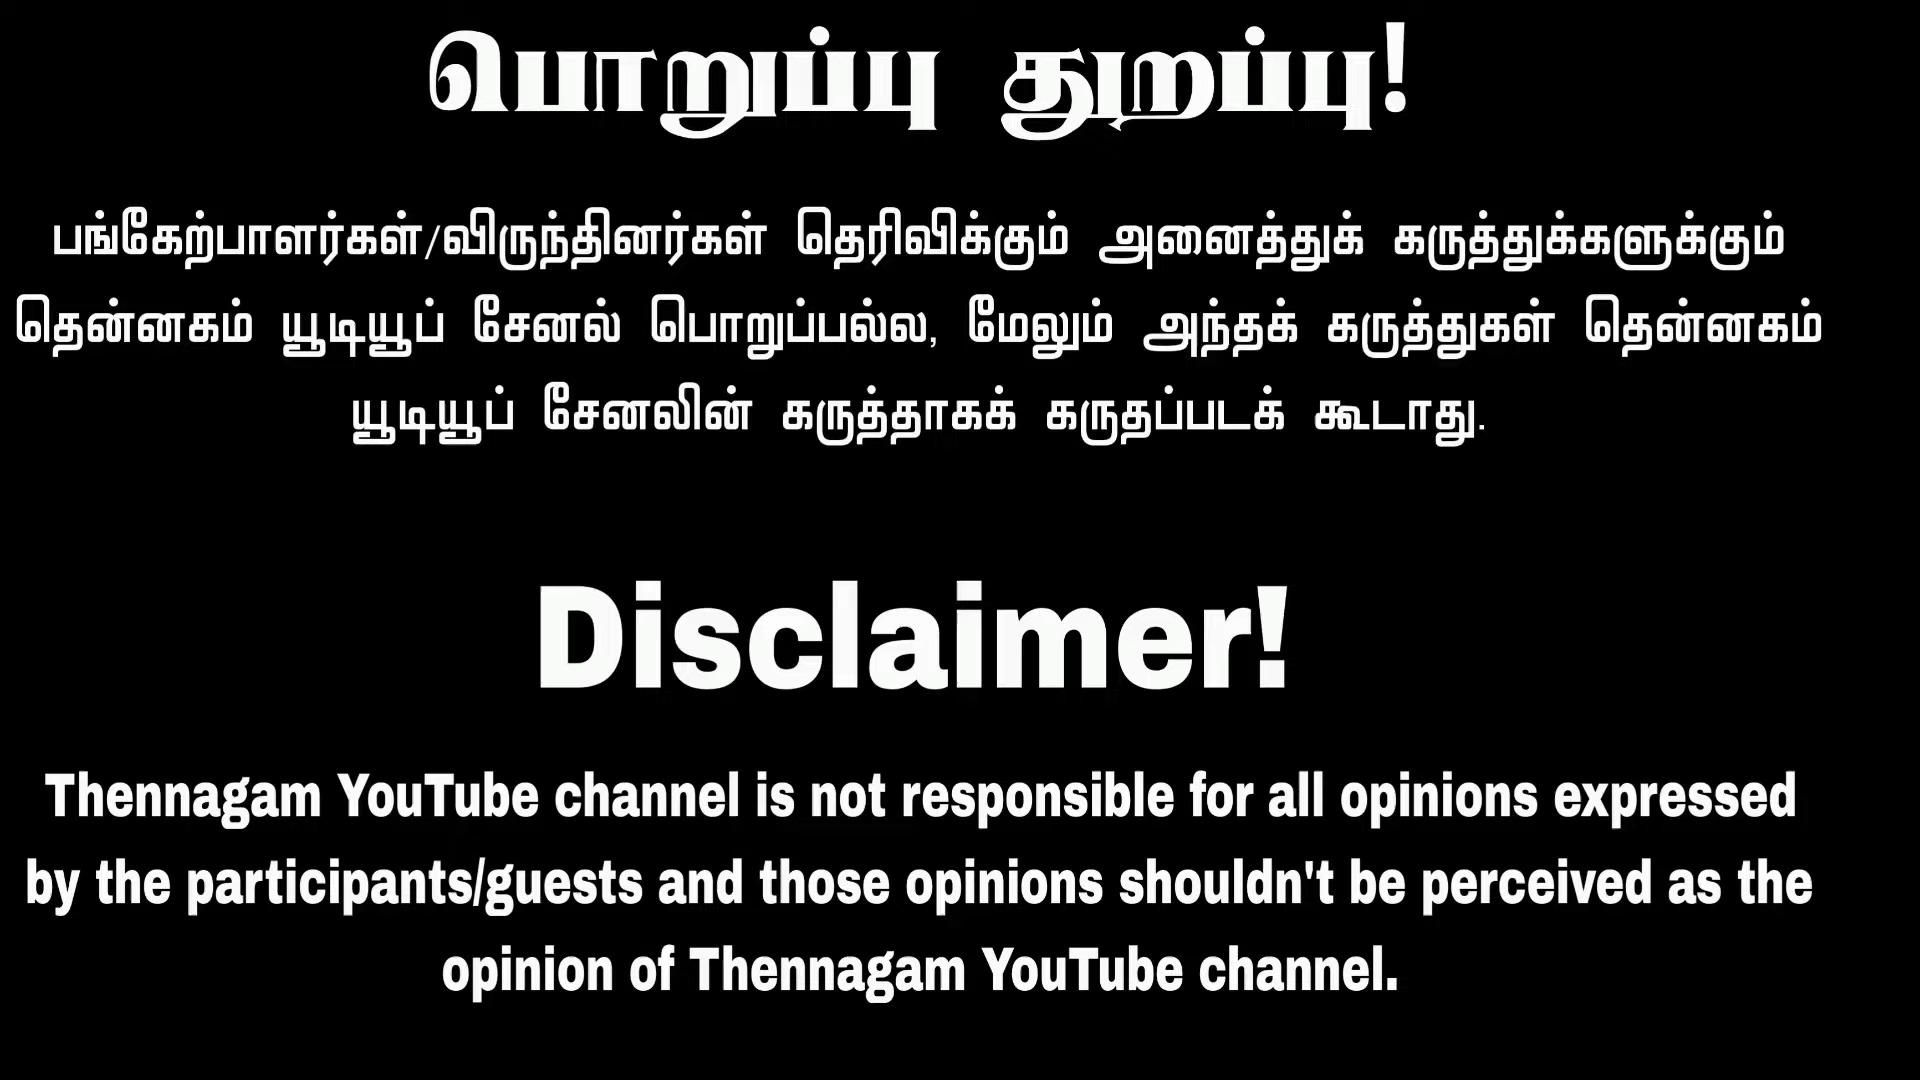 பொறுப்பு துறப்பு!
பங்கேற்பாளர்கள்/விருந்தினர்கள் தெரிவிக்கும் அனைத்துக் கருத்துக்களுக்கும்
தென்னகம் யூடியூப் சேனல் பொறுப்பல்ல, மேலும் அந்தக் கருத்துகள் தென்னகம்
யூடியூப் சேனலின் கருத்தாகக் கருதப்படக் கூடாது.
Disclaimer!
Thennagam YouTube channel is not responsible for all opinions expressed
by the participants/guests and those opinions shouldn't be perceived as the
opinion of Thennagam YouTube channel.